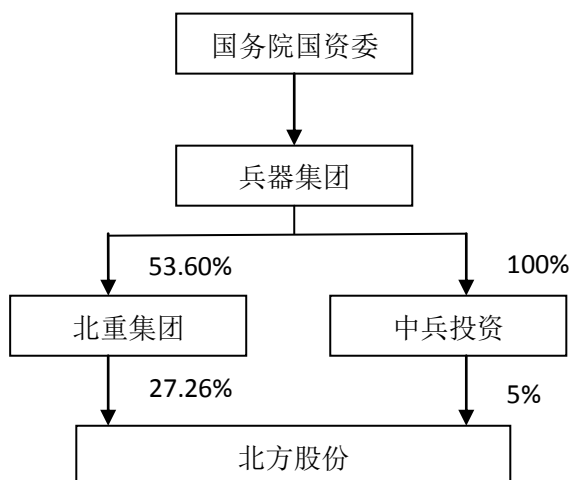 国务院国资委
兵器集团
53.60%
100%
北重集团
中兵投资
27.26%
5%
北方股份